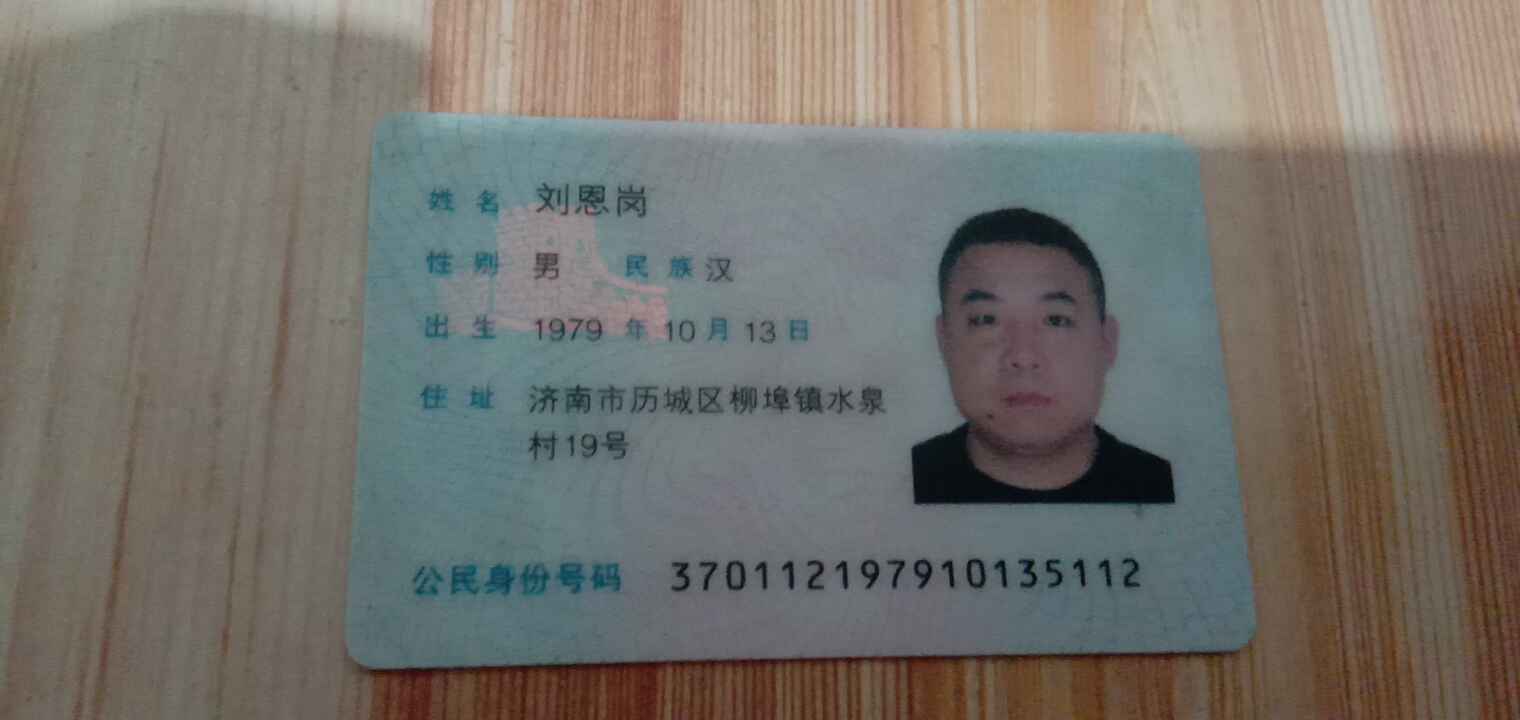 姓名 刘恩岗
性别 男 民族 汉
出生 1979 年 10 月 13 日
住址 济南市历城区柳埠镇水泉
村19号
公民身份号码 370112197910135112